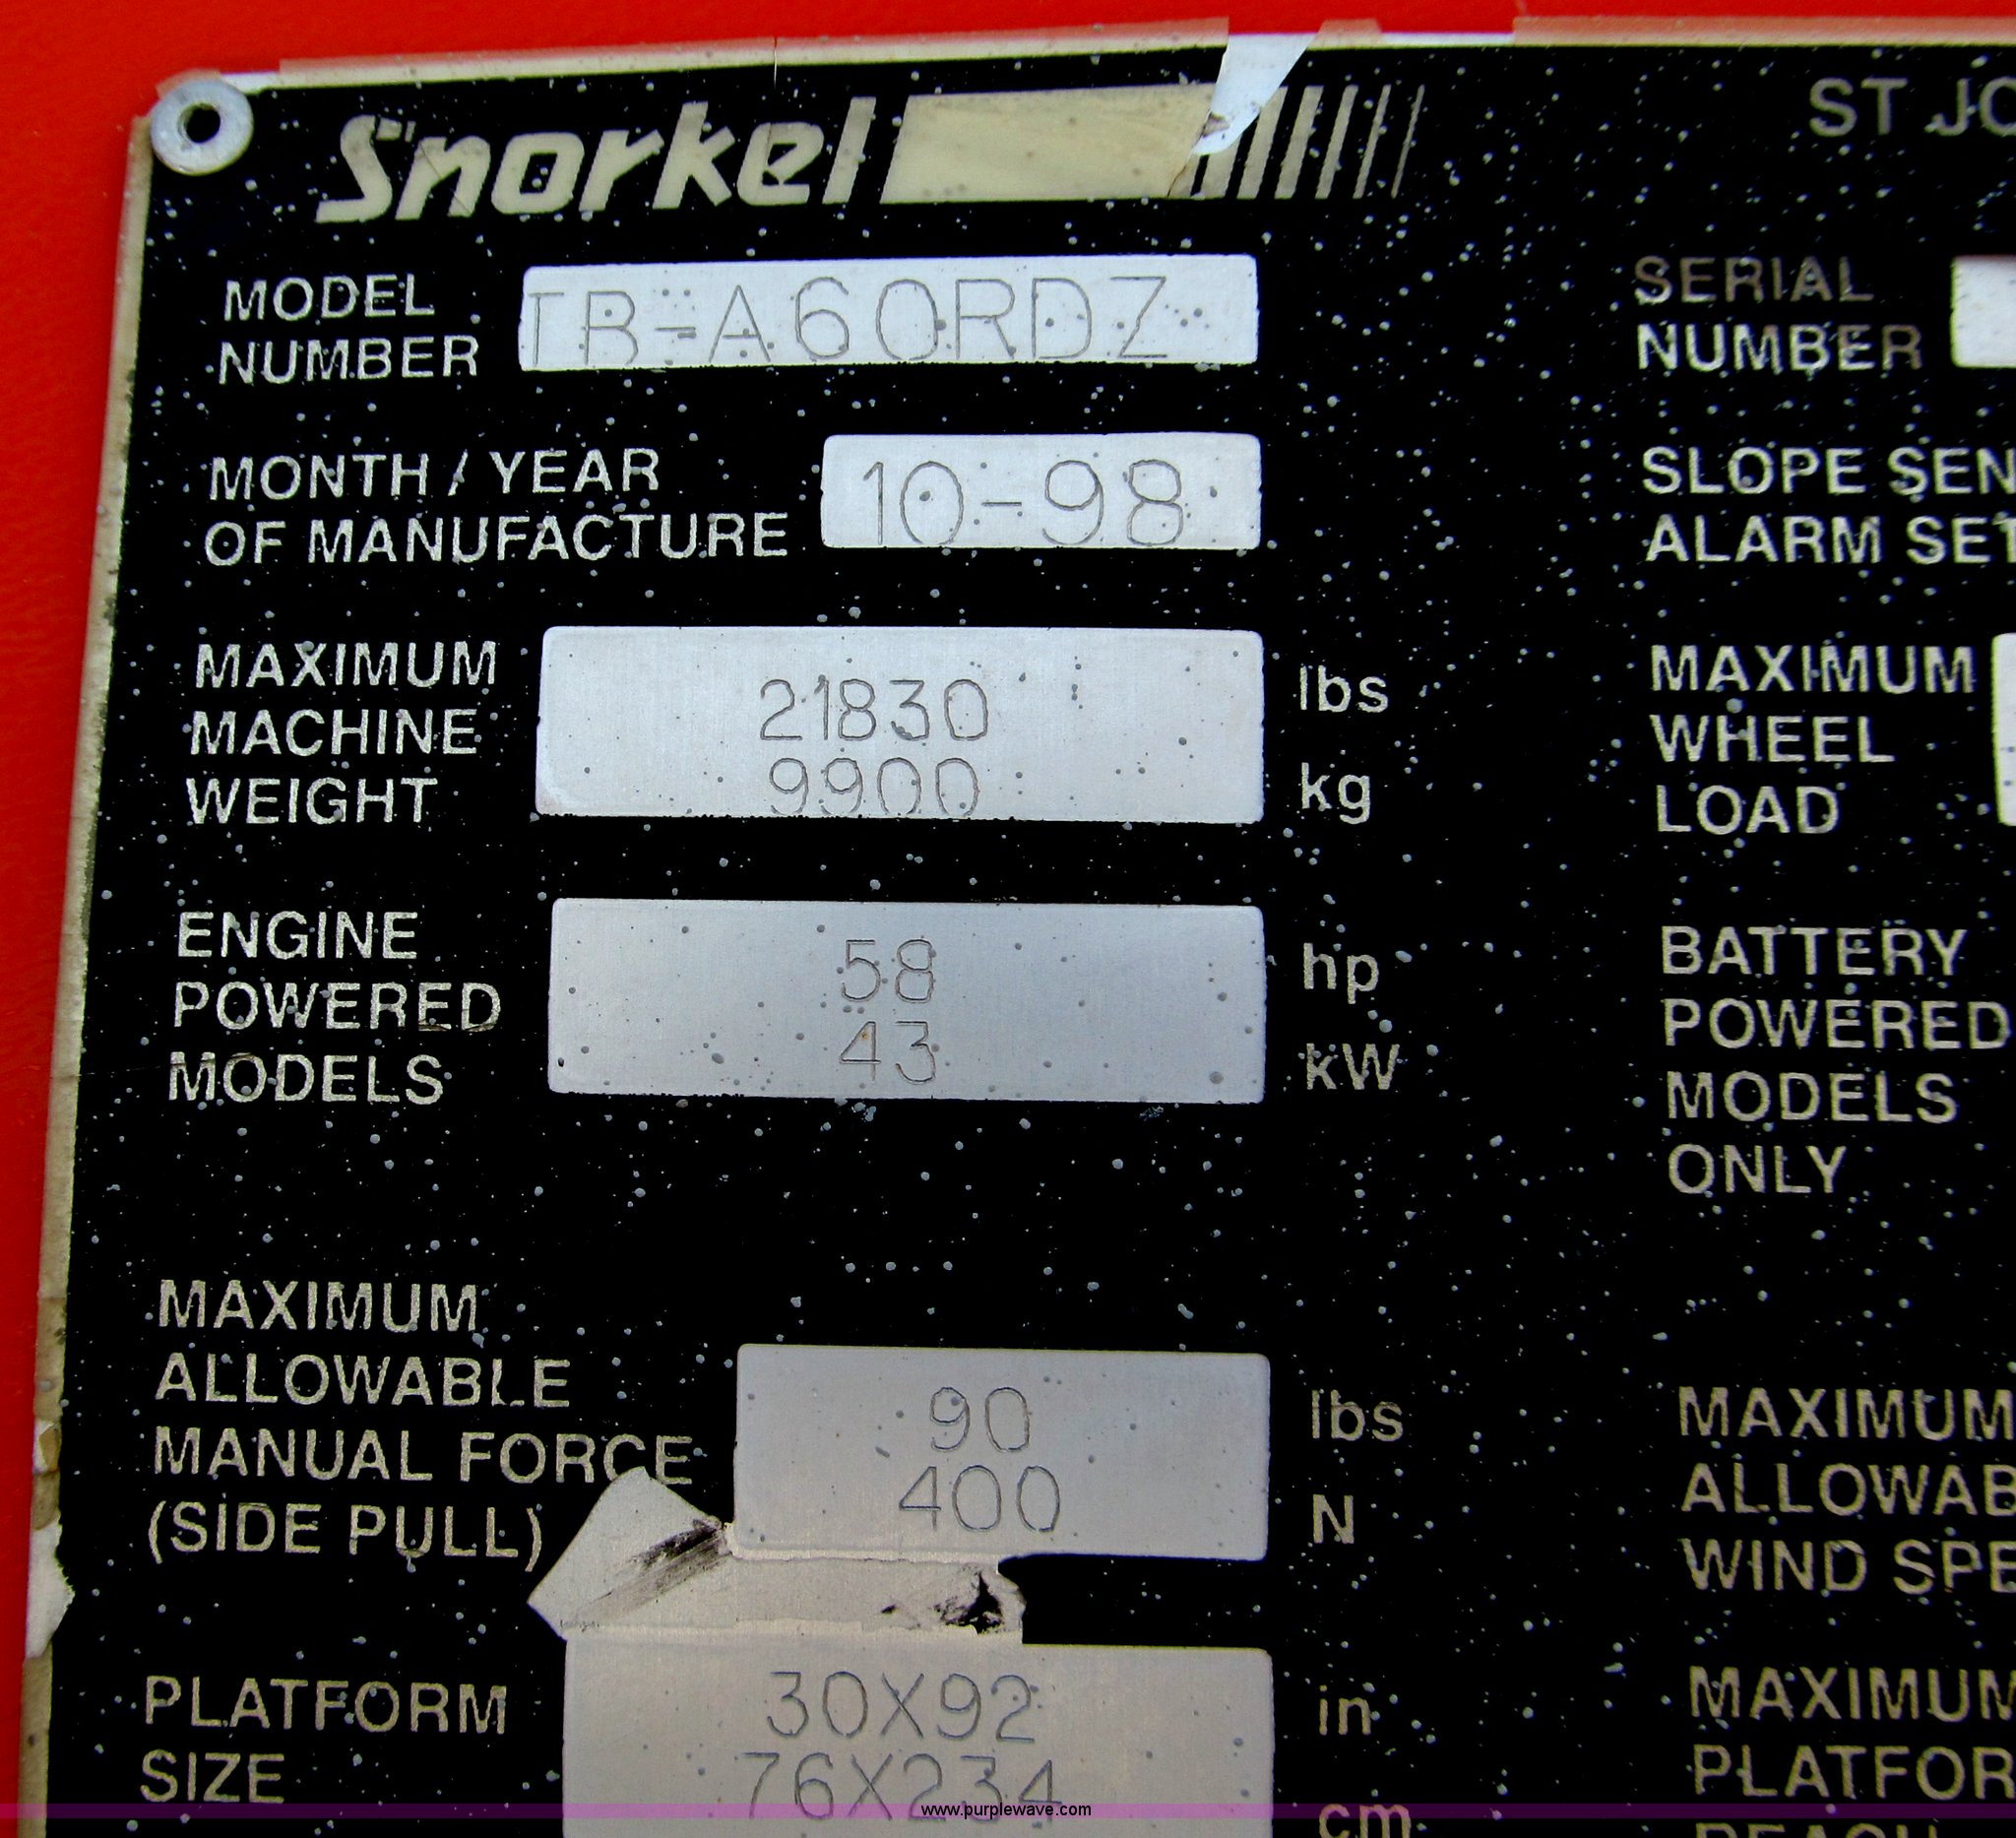 Snorkel
ST JO
MODEL
NUMBER
TB-A60RDZ
SERIAL
NUMBER
MONTH / YEAR
OF MANUFACTURE
10-98
SLOPE SEN
ALARM SET
MAXIMUM
MACHINE
WEIGHT
21830 lbs
9900 kg
MAXIMUM
WHEEL
LOAD
ENGINE
POWERED
MODELS
58 hp
43 kW
BATTERY
POWERED
MODELS
ONLY
MAXIMUM
ALLOWABLE
MANUAL FORCE
(SIDE PULL)
90 lbs
400 N
MAXIMUM
ALLOWAB
WIND SPE
PLATFORM
SIZE
30X92 in
76X234 cm
MAXIMUM
PLATFOR
REACH
www.purplewave.com